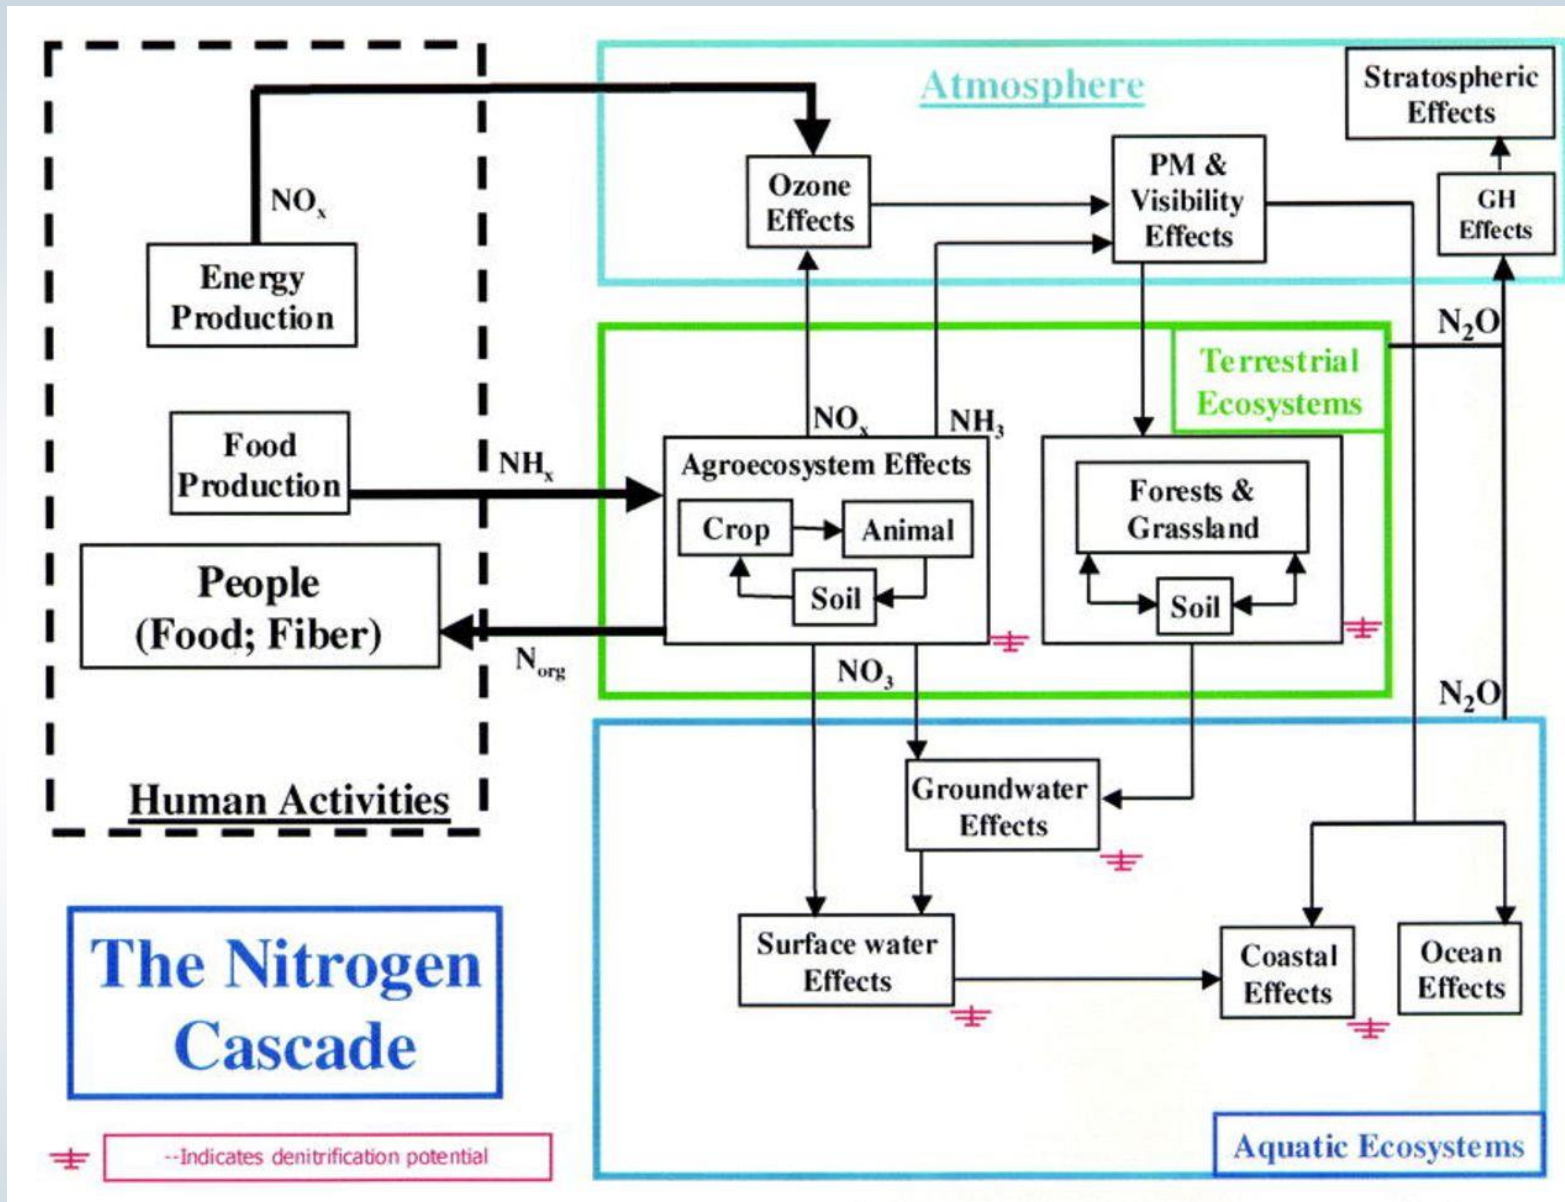 Atmosphere
Stratospheric
Effects
NOₓ
Ozone
Effects
PM &
Visibility
Effects
GH
Effects
Energy
Production
N₂O
Terrestrial
Ecosystems
Food
Production
NHₓ
NOₓ
NH₃
Agroecosystem Effects
Crop
Animal
Soil
Forests &
Grassland
Soil
People
(Food; Fiber)
N_org
NO₃
N₂O
Human Activities
Groundwater
Effects
Surface water
Effects
Coastal
Effects
Ocean
Effects
The Nitrogen
Cascade
--Indicates denitrification potential
Aquatic Ecosystems